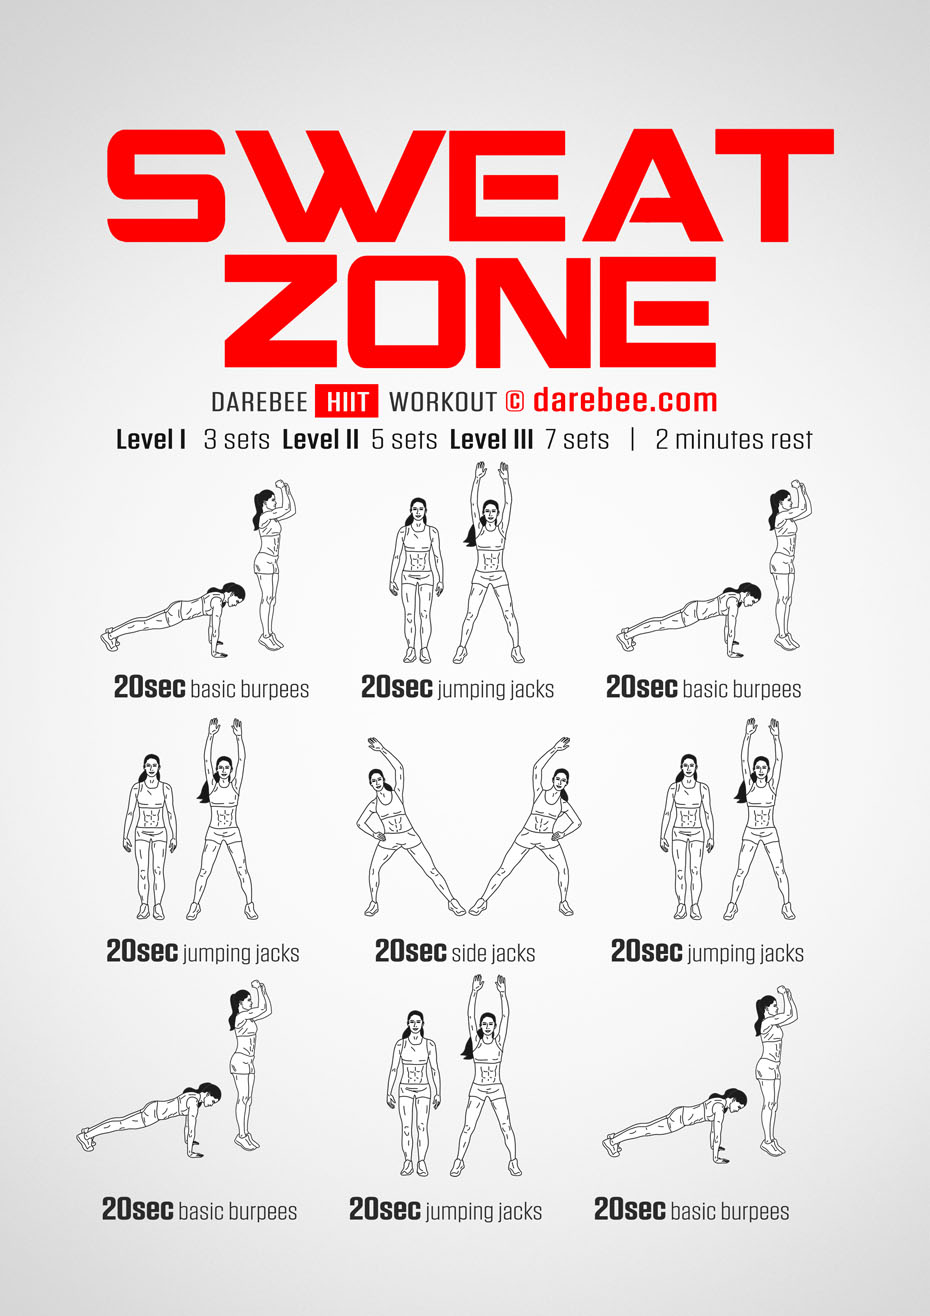 SWEAT
ZONE
DAREBEE HIIT WORKOUT © darebee.com
Level I 3 sets Level II 5 sets Level III 7 sets | 2 minutes rest
20sec basic burpees
20sec jumping jacks
20sec basic burpees
20sec jumping jacks
20sec side jacks
20sec jumping jacks
20sec basic burpees
20sec jumping jacks
20sec basic burpees